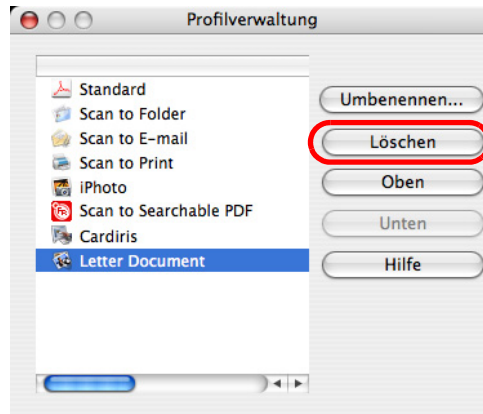 Profilverwaltung
Standard
Scan to Folder
Scan to E-mail
Scan to Print
iPhoto
Scan to Searchable PDF
Cardiris
Letter Document
Umbenennen...
Löschen
Oben
Unten
Hilfe